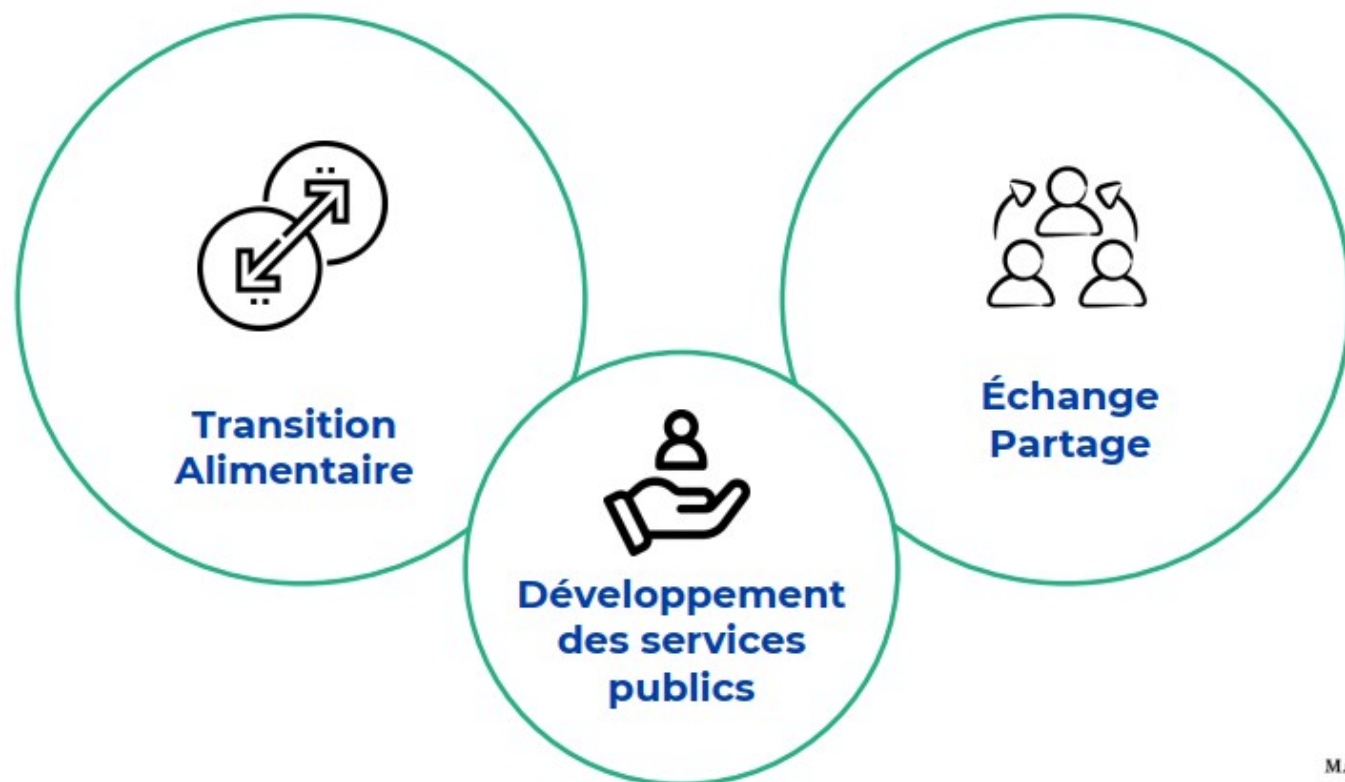 Transition
Alimentaire
Échange
Partage
Développement
des services
publics